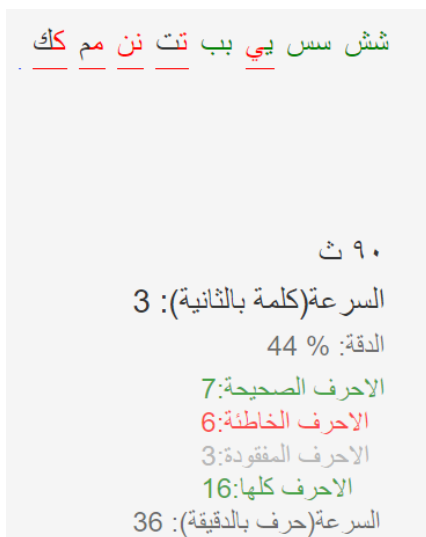 شش سس يي بب تت نن مم كك
٩٠ ث
السرعة(كلمة بالثانية): 3
الدقة: % 44
الاحرف الصحيحة:7
الاحرف الخاطئة:6
الاحرف المفقودة:3
الاحرف كلها:16
السرعة(حرف بالدقيقة): 36